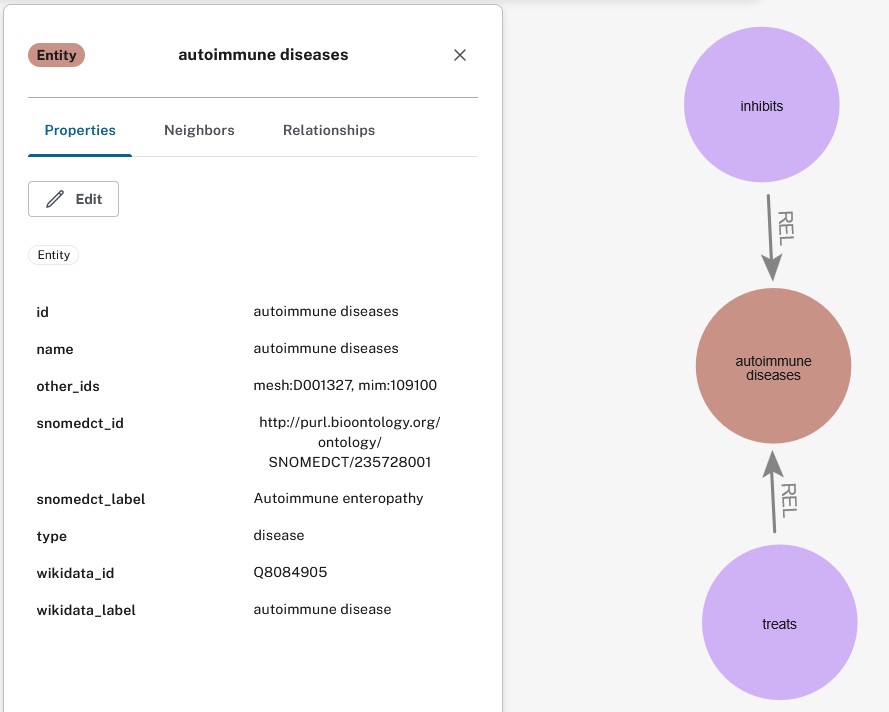 Entity
autoimmune diseases
Properties
Neighbors
Relationships
Edit
Entity
id
autoimmune diseases
name
autoimmune diseases
other_ids
mesh:D001327, mim:109100
snomedct_id
http://purl.bioontology.org/
ontology/
SNOMEDCT/235728001
snomedct_label
Autoimmune enteropathy
type
disease
wikidata_id
Q8084905
wikidata_label
autoimmune disease
inhibits
REL
autoimmune
diseases
REL
treats